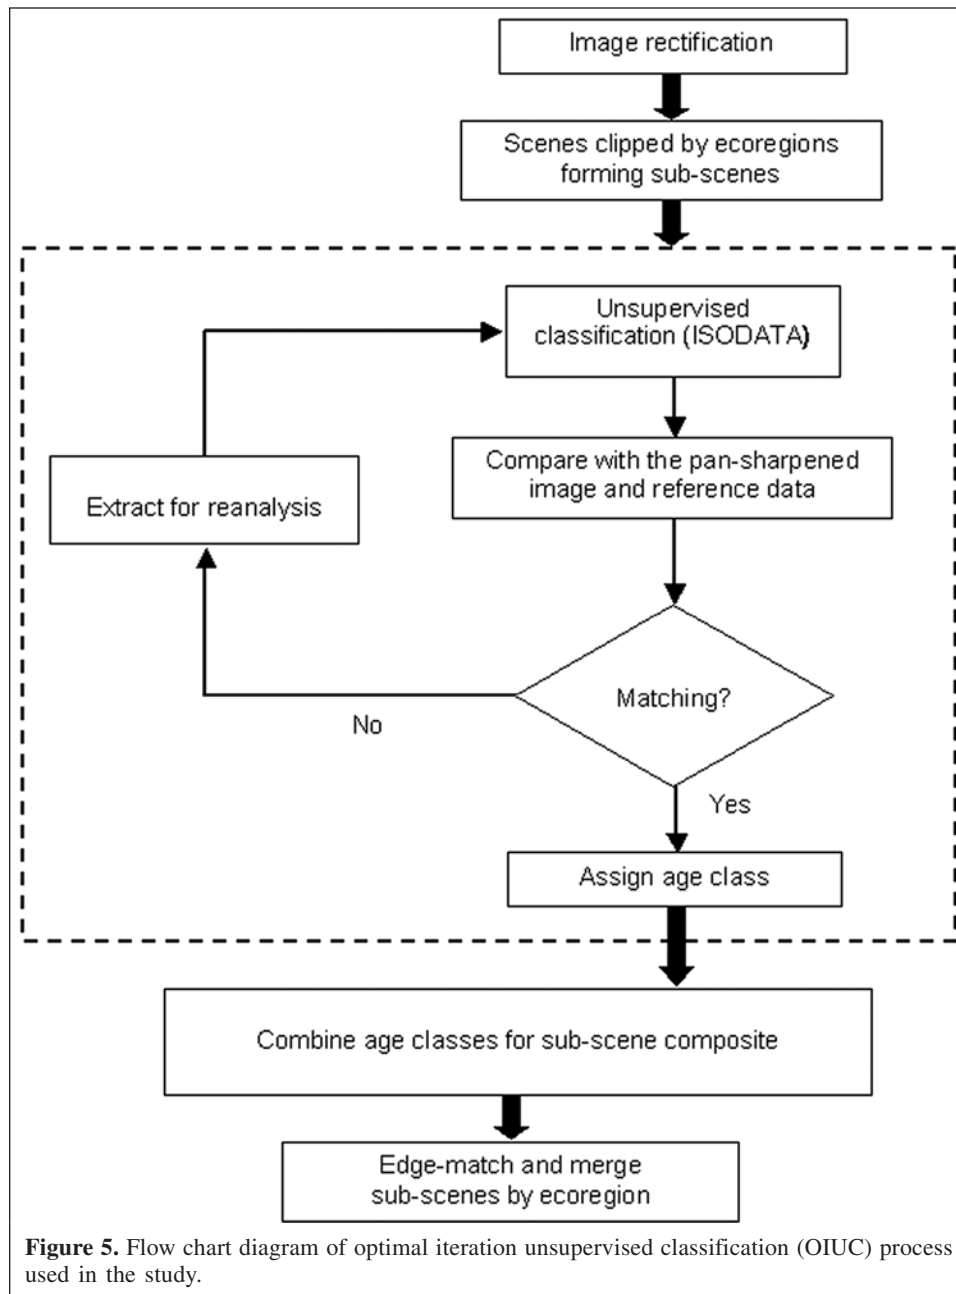 Image rectification
Scenes clipped by ecoregions
forming sub-scenes
Unsupervised
classification (ISODATA)
Compare with the pan-sharpened
image and reference data
Extract for reanalysis
Matching?
No
Yes
Assign age class
Combine age classes for sub-scene composite
Edge-match and merge
sub-scenes by ecoregion
Figure 5. Flow chart diagram of optimal iteration unsupervised classification (OIUC) process
used in the study.